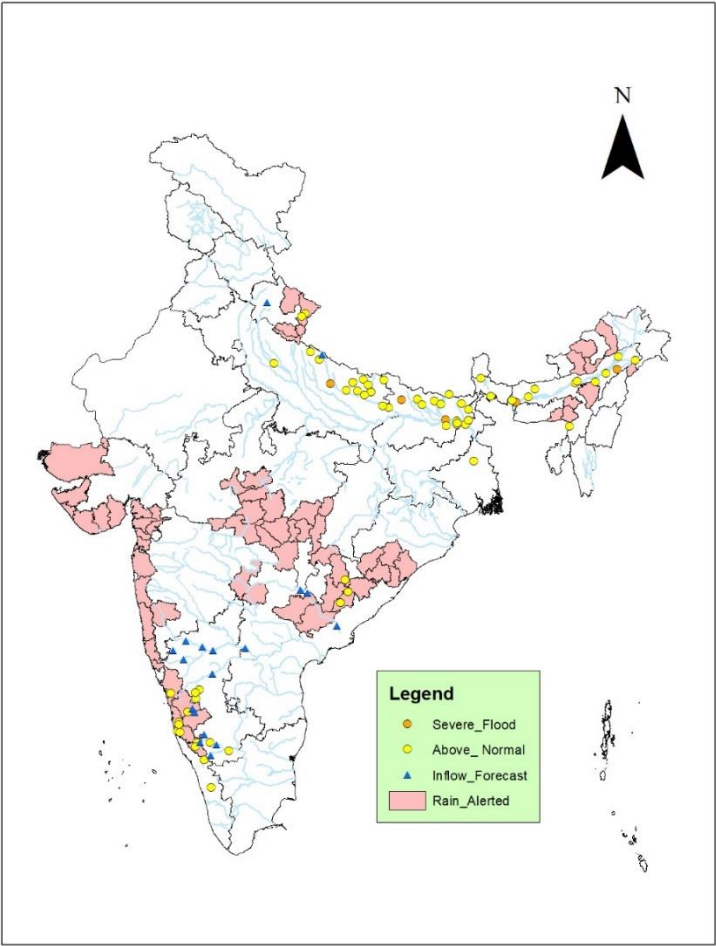 N
Legend
Severe_Flood
Above_ Normal
Inflow_Forecast
Rain_Alerted